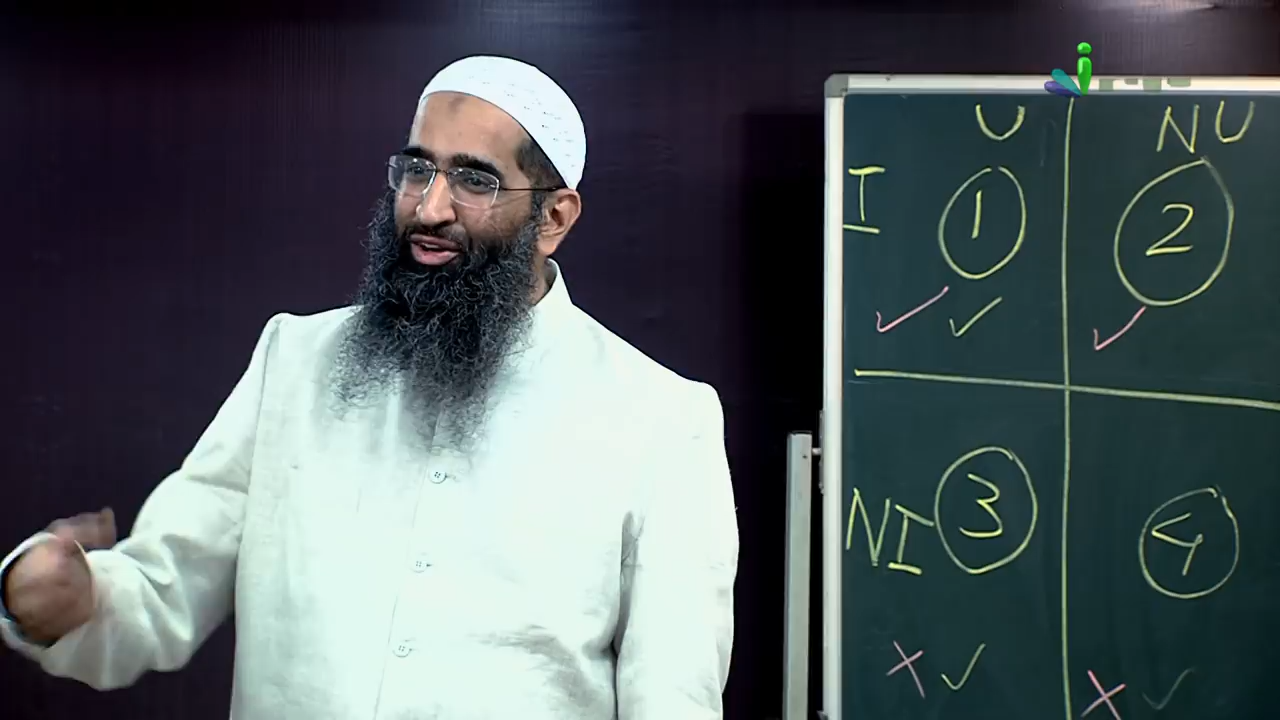 U NU
I 1 2
✓ ✓ ✓
NI 3 4
✗ ✓ ✗ ✓